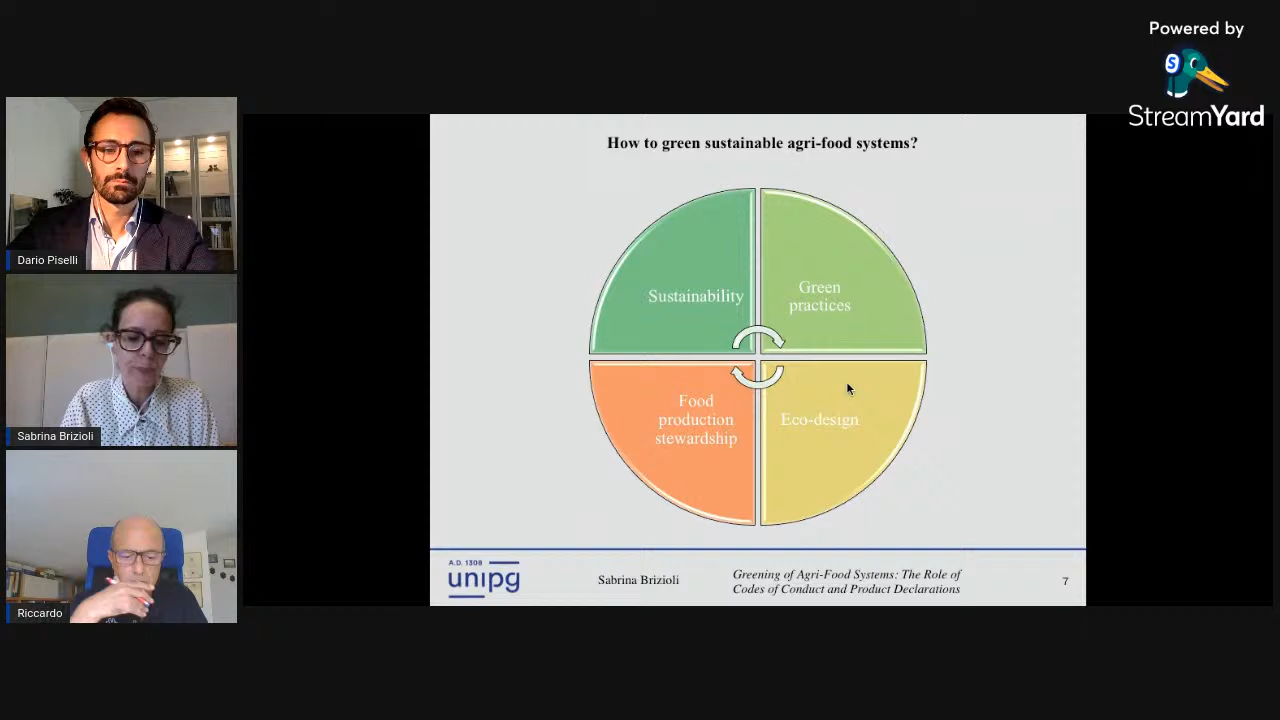 Powered by
S
StreamYard
Dario Piselli
Sabrina Brizioli
Riccardo
How to green sustainable agri-food systems?
Sustainability
Green
practices
Food
production
stewardship
Eco-design
A.D. 1308
unipg
Sabrina Brizioli
Greening of Agri-Food Systems: The Role of
Codes of Conduct and Product Declarations
7